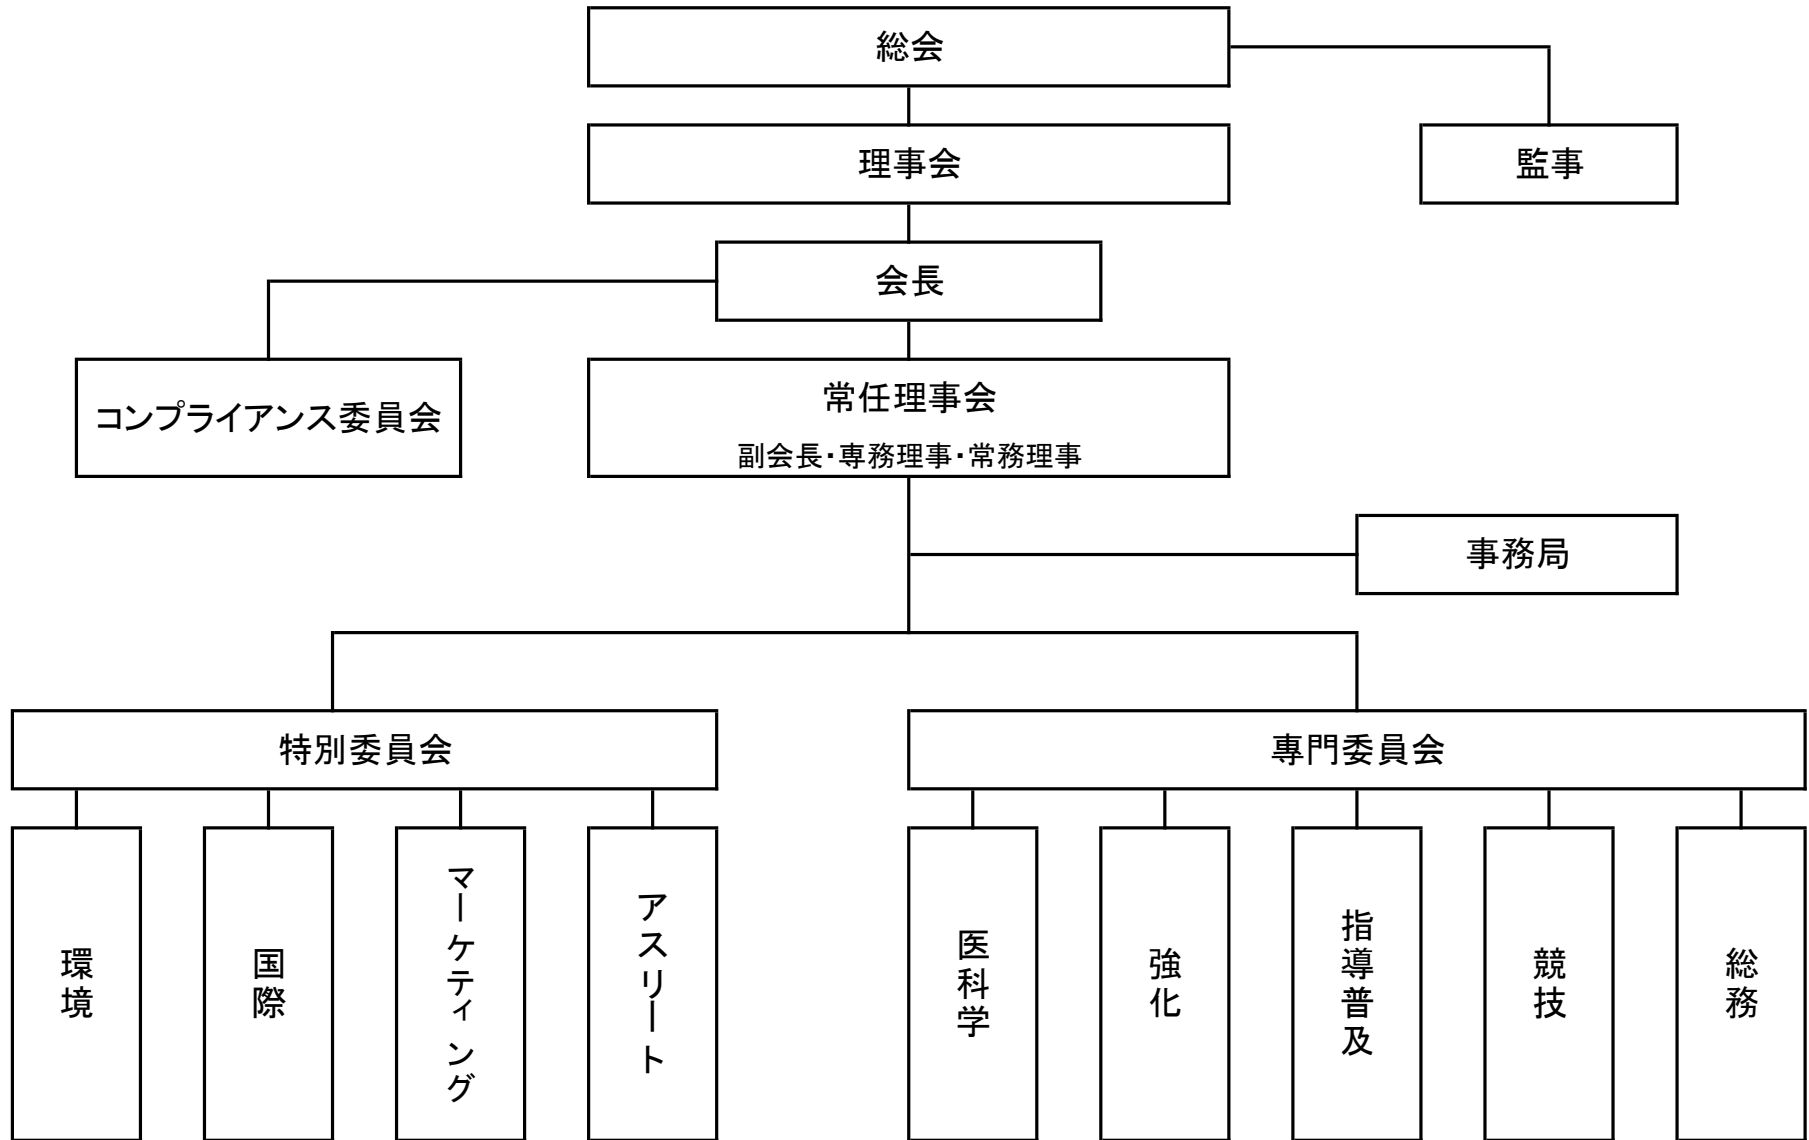 総会
理事会
監事
会長
コンプライアンス委員会
常任理事会
副会長・専務理事・常務理事
事務局
特別委員会
専門委員会
環境
国際
マーケティング
アスリート
医科学
強化
指導普及
競技
総務